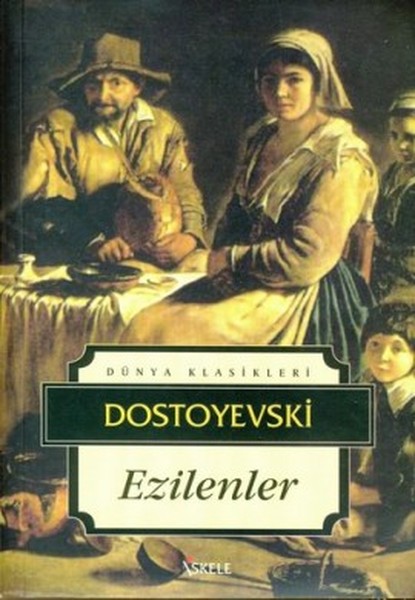 DÜNYA KLASİKLERİ
DOSTOYEVSKİ
Ezilenler
İSKELE